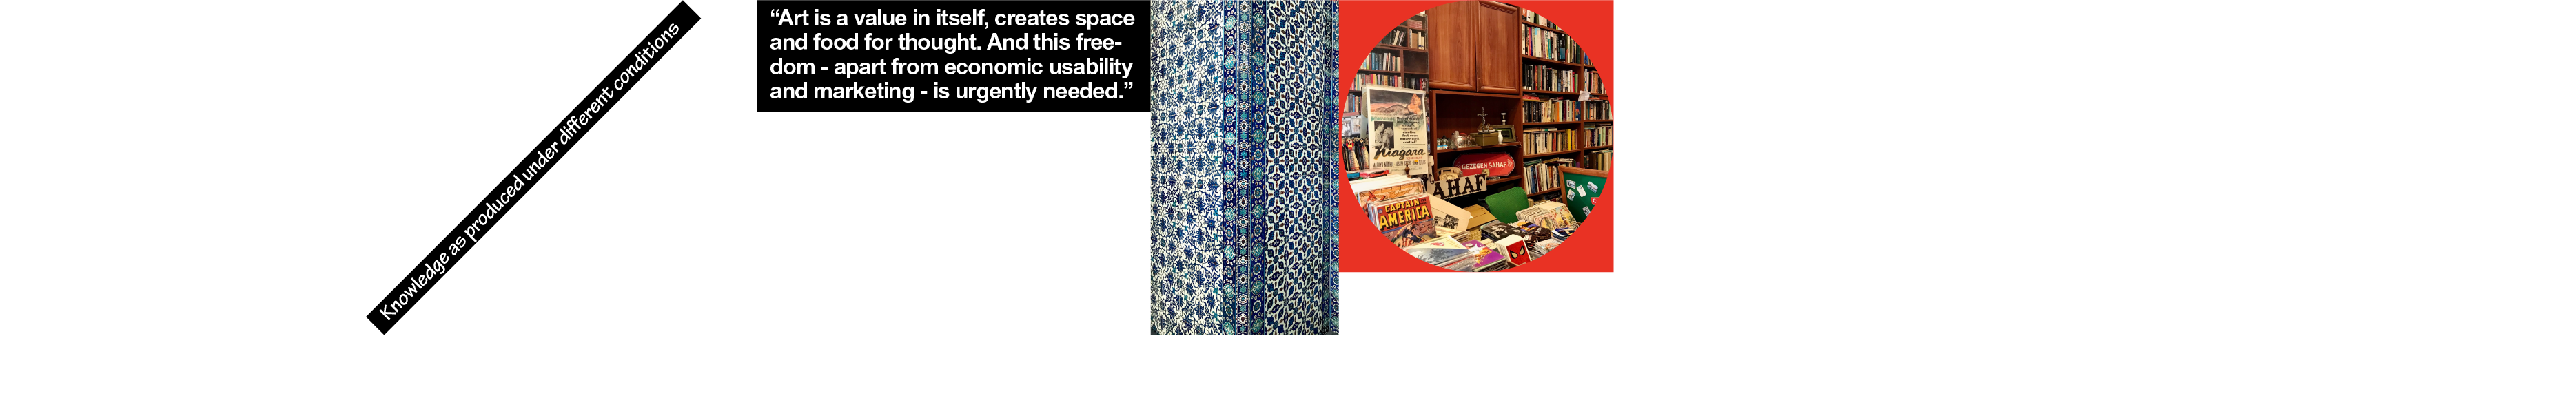 Knowledge as produced under different conditions
“Art is a value in itself, creates space
and food for thought. And this free-
dom - apart from economic usability
and marketing - is urgently needed.”
Niagara
GEZEGEN SAHAF
AHAF
CAPTAIN
AMERICA